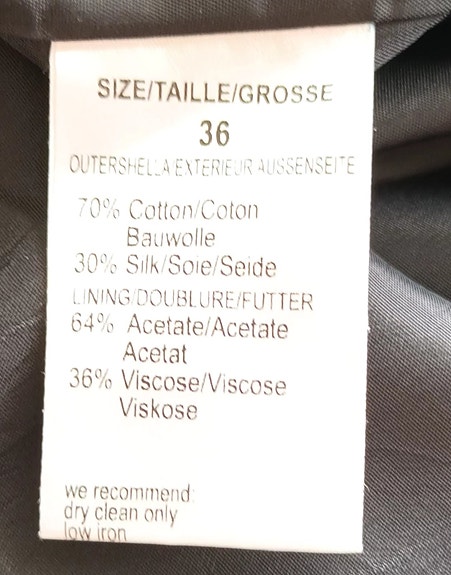 SIZE/TAILLE/GROSSE
36
OUTERSHELLA EXTERIEUR AUSSENSEITE
70% Cotton/Coton
Bauwolle
30% Silk/Soie/Seide
LINING/DOUBLURE/FUTTER
64% Acetate/Acetate
Acetat
36% Viscose/Viscose
Viskose
we recommend:
dry clean only
low iron